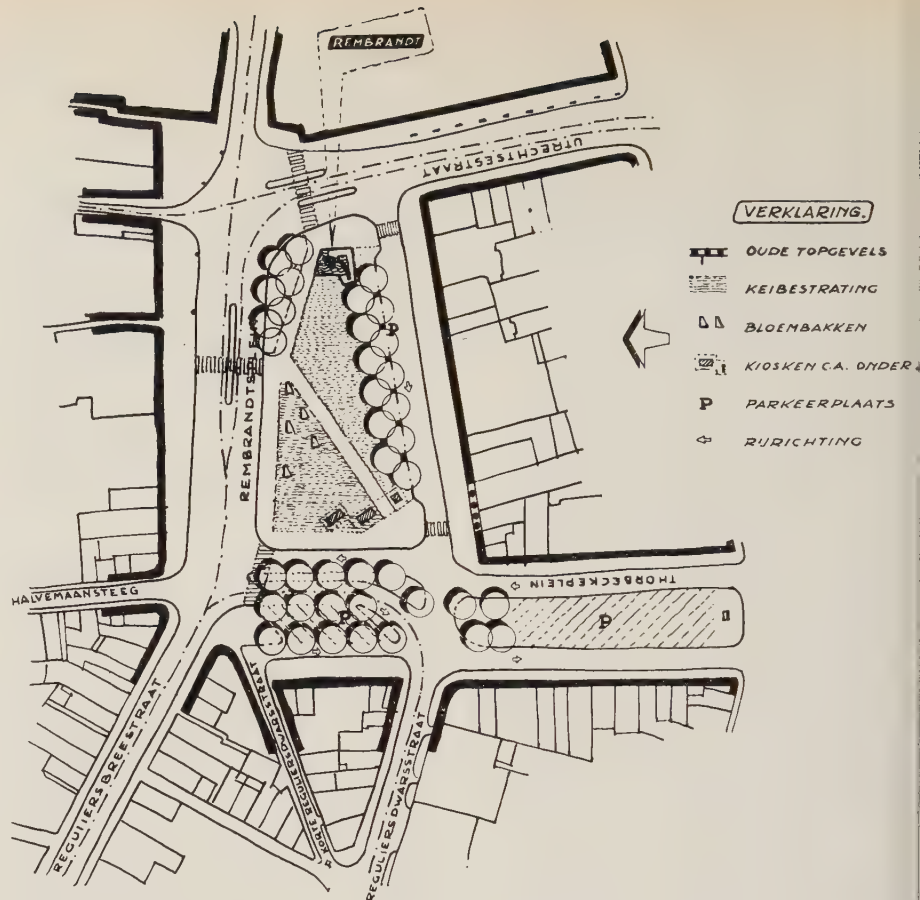 REMBRANDT
UTRECHTSESTRAAT
VERKLARING.
OUDE TOPGEVELS
KEIBESTRATING
BLOEMBAKKEN
KIOSKEN C.A. ONDER
P PARKEERPLAATS
RIJRICHTING
P
REMBRANDTSPLEIN
THORBECKEPLEIN
HALVEMAANSTEEG
P
P
REGULIERSBREESTRAAT
KORTE REGULIERSDWARSSTRAAT
REGULIERSDWARSSTRAAT